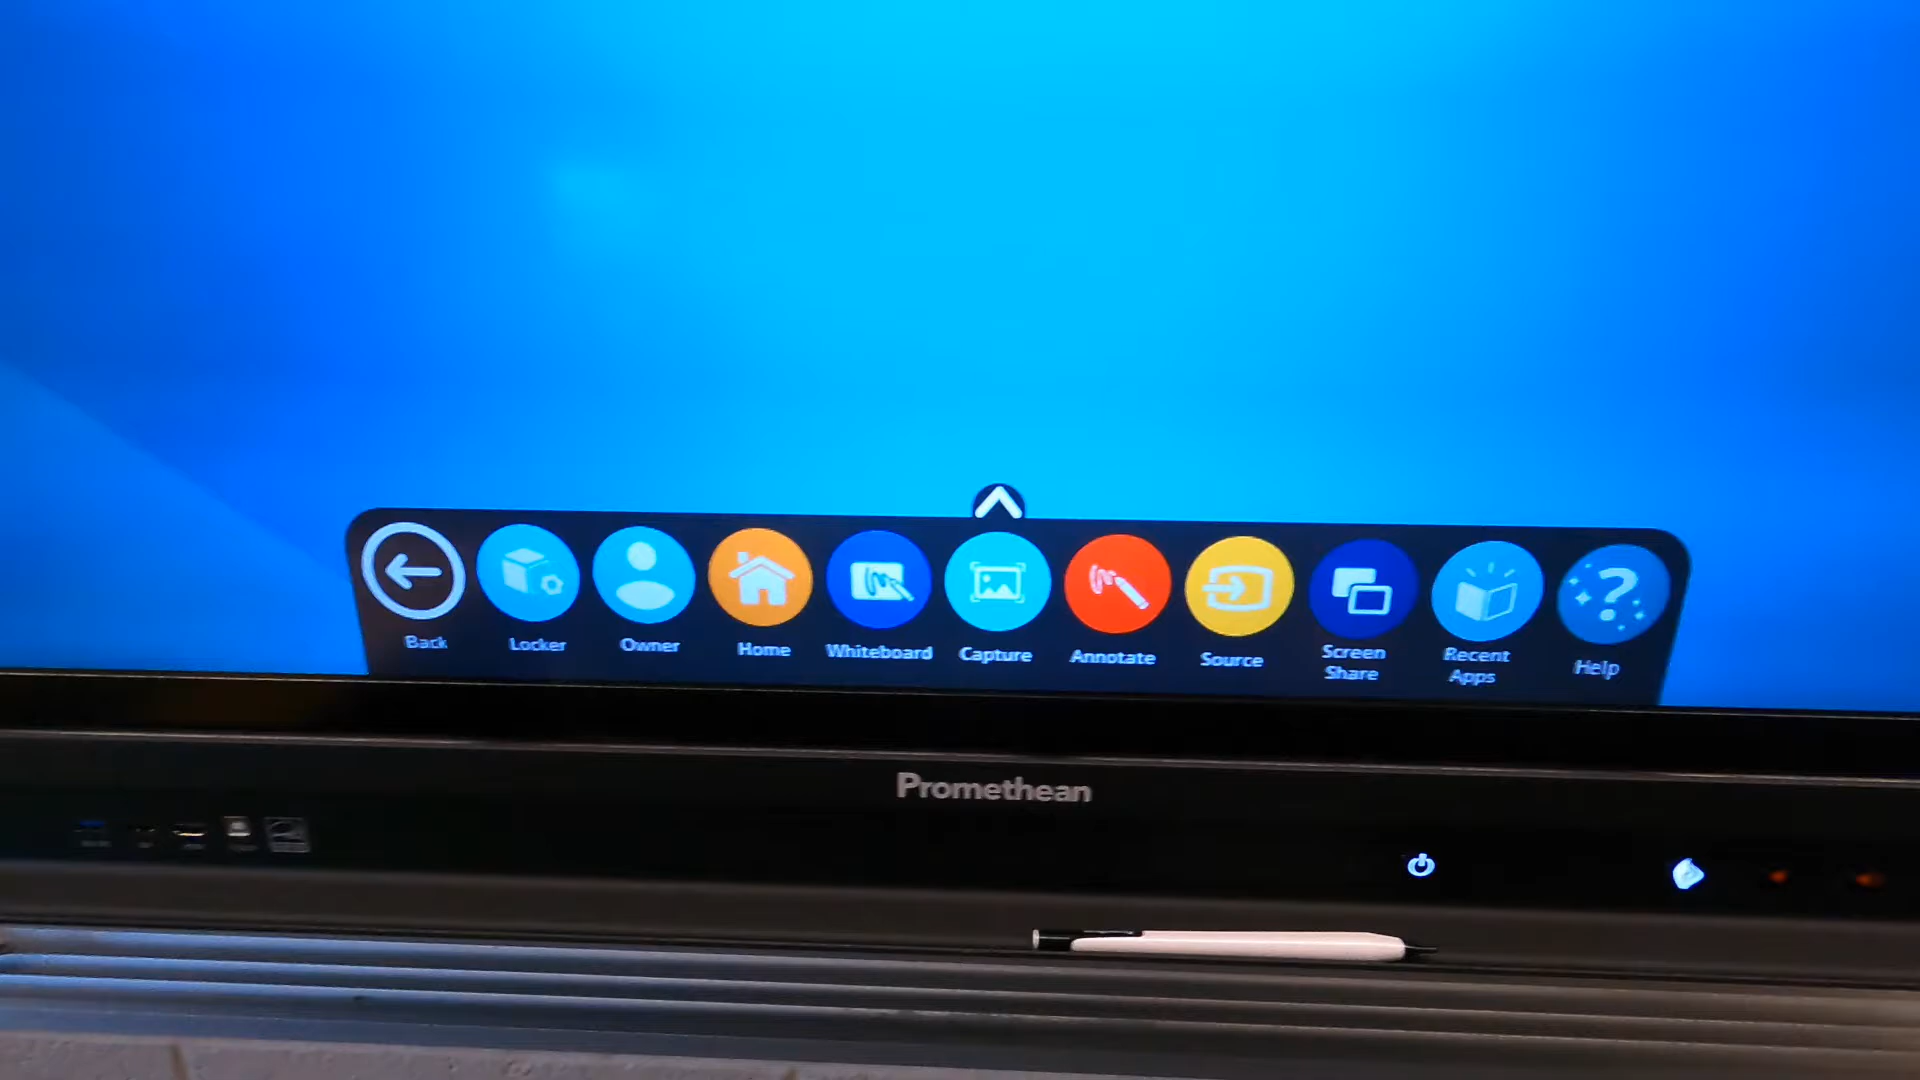 Back
Locker
Owner
Home
Whiteboard
Capture
Annotate
Source
Screen
Share
Recent
Apps
Help
Promethean